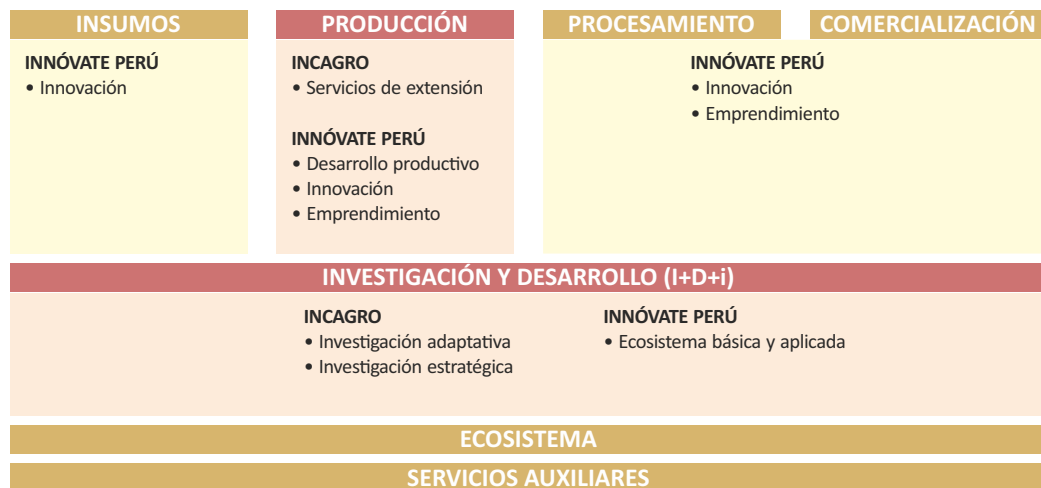 INSUMOS
INNÓVATE PERÚ
• Innovación
PRODUCCIÓN
INCAGRO
• Servicios de extensión
INNÓVATE PERÚ
• Desarrollo productivo
• Innovación
• Emprendimiento
PROCESAMIENTO
COMERCIALIZACIÓN
INNÓVATE PERÚ
• Innovación
• Emprendimiento
INVESTIGACIÓN Y DESARROLLO (I+D+i)
INCAGRO
• Investigación adaptativa
• Investigación estratégica
INNÓVATE PERÚ
• Ecosistema básica y aplicada
ECOSISTEMA
SERVICIOS AUXILIARES